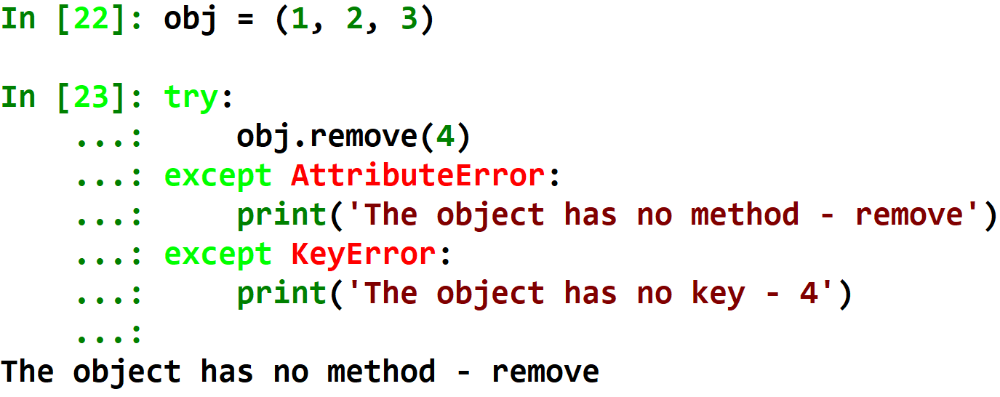 In [22]: obj = (1, 2, 3)
In [23]: try:
    ...:     obj.remove(4)
    ...: except AttributeError:
    ...:     print('The object has no method - remove')
    ...: except KeyError:
    ...:     print('The object has no key - 4')
    ...:
The object has no method - remove